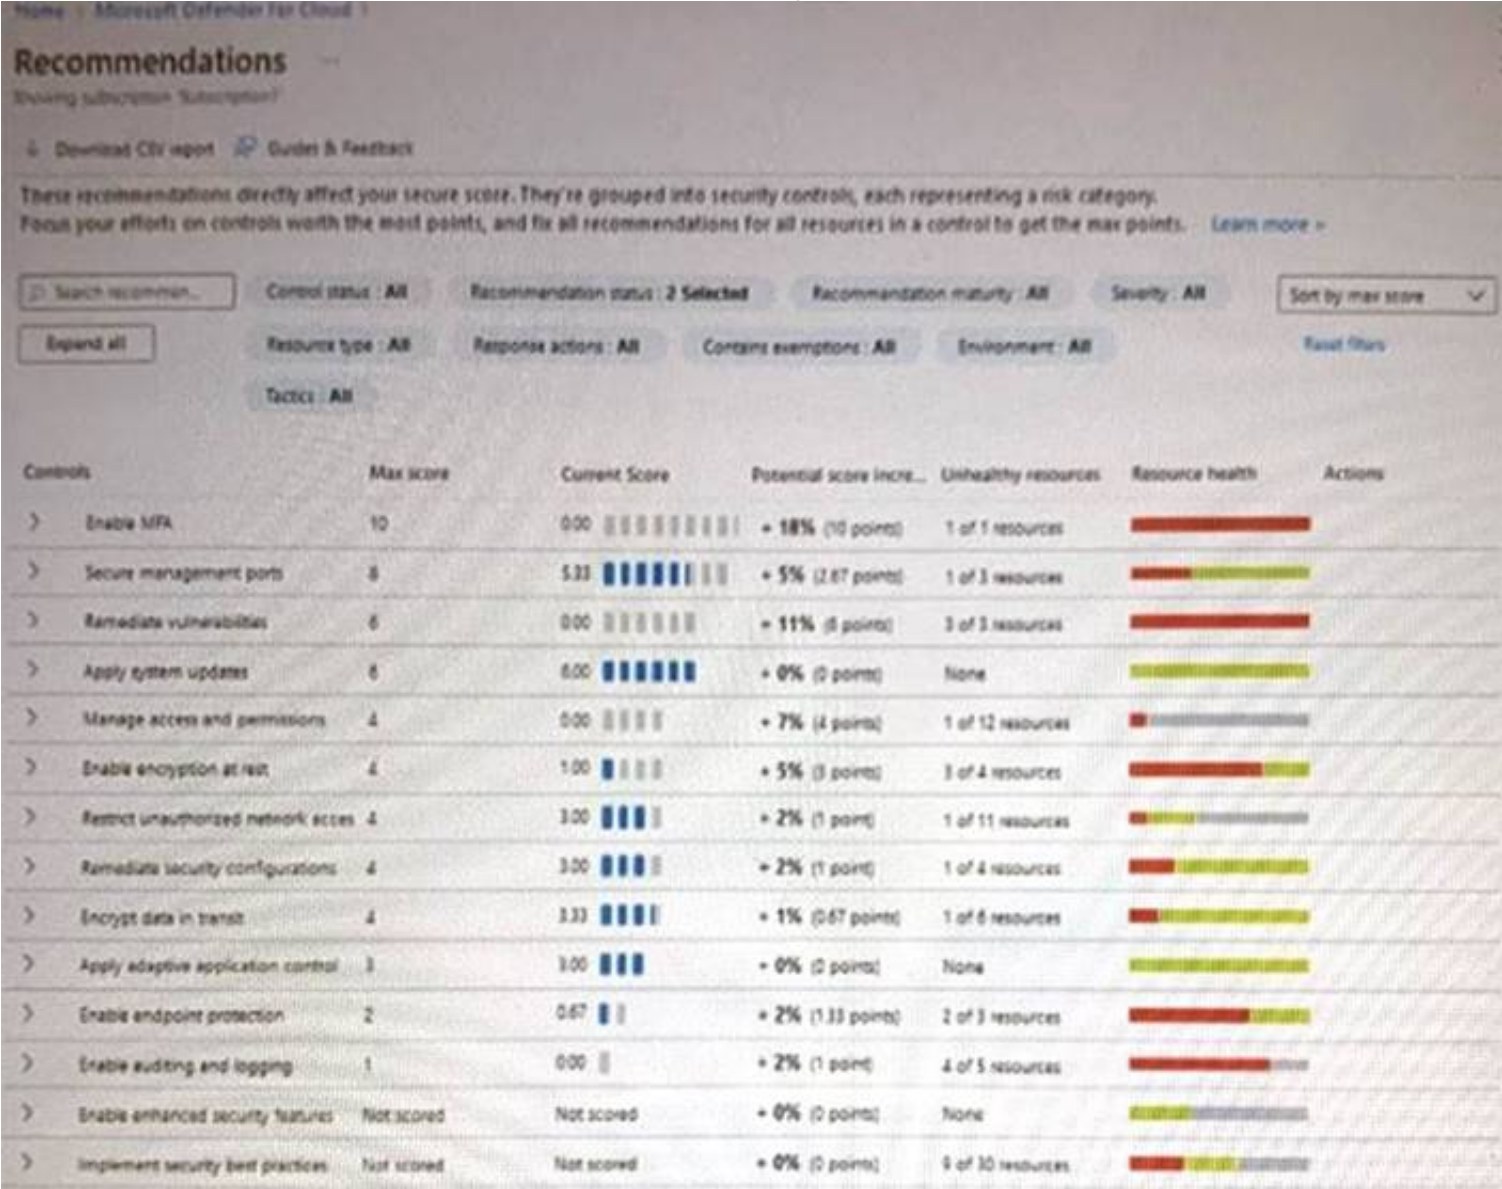 Home > Microsoft Defender for Cloud >
Recommendations ...
Showing subscription 'Subscription1'
Download CSV report Guides & Feedback
These recommendations directly affect your secure score. They're grouped into security controls, each representing a risk category.
Focus your efforts on controls worth the most points, and fix all recommendations for all resources in a control to get the max points. Learn more >
Search recommen... Control status : All Recommendation status : 2 Selected Recommendation maturity : All Severity : All Sort by max score
Expand all Resource type : All Response actions : All Contains exemptions : All Environment : All Reset filters
Tactics : All
Controls Max score Current Score Potential score incre... Unhealthy resources Resource health Actions
Enable MFA 10 0.00 + 18% (10 points) 1 of 1 resources
Secure management ports 8 5.33 + 5% (2.67 points) 1 of 3 resources
Remediate vulnerabilities 6 0.00 + 11% (6 points) 3 of 3 resources
Apply system updates 6 6.00 + 0% (0 points) None
Manage access and permissions 4 0.00 + 7% (4 points) 1 of 12 resources
Enable encryption at rest 4 1.00 + 5% (3 points) 3 of 4 resources
Restrict unauthorized network acces 4 3.00 + 2% (1 point) 1 of 11 resources
Remediate security configurations 4 3.00 + 2% (1 point) 1 of 4 resources
Encrypt data in transit 4 3.33 + 1% (0.67 points) 1 of 6 resources
Apply adaptive application control 3 3.00 + 0% (0 points) None
Enable endpoint protection 2 0.67 + 2% (1.33 points) 2 of 3 resources
Enable auditing and logging 1 0.00 + 2% (1 point) 4 of 5 resources
Enable enhanced security features Not scored Not scored + 0% (0 points) None
Implement security best practices Not scored Not scored + 0% (0 points) 9 of 30 resources